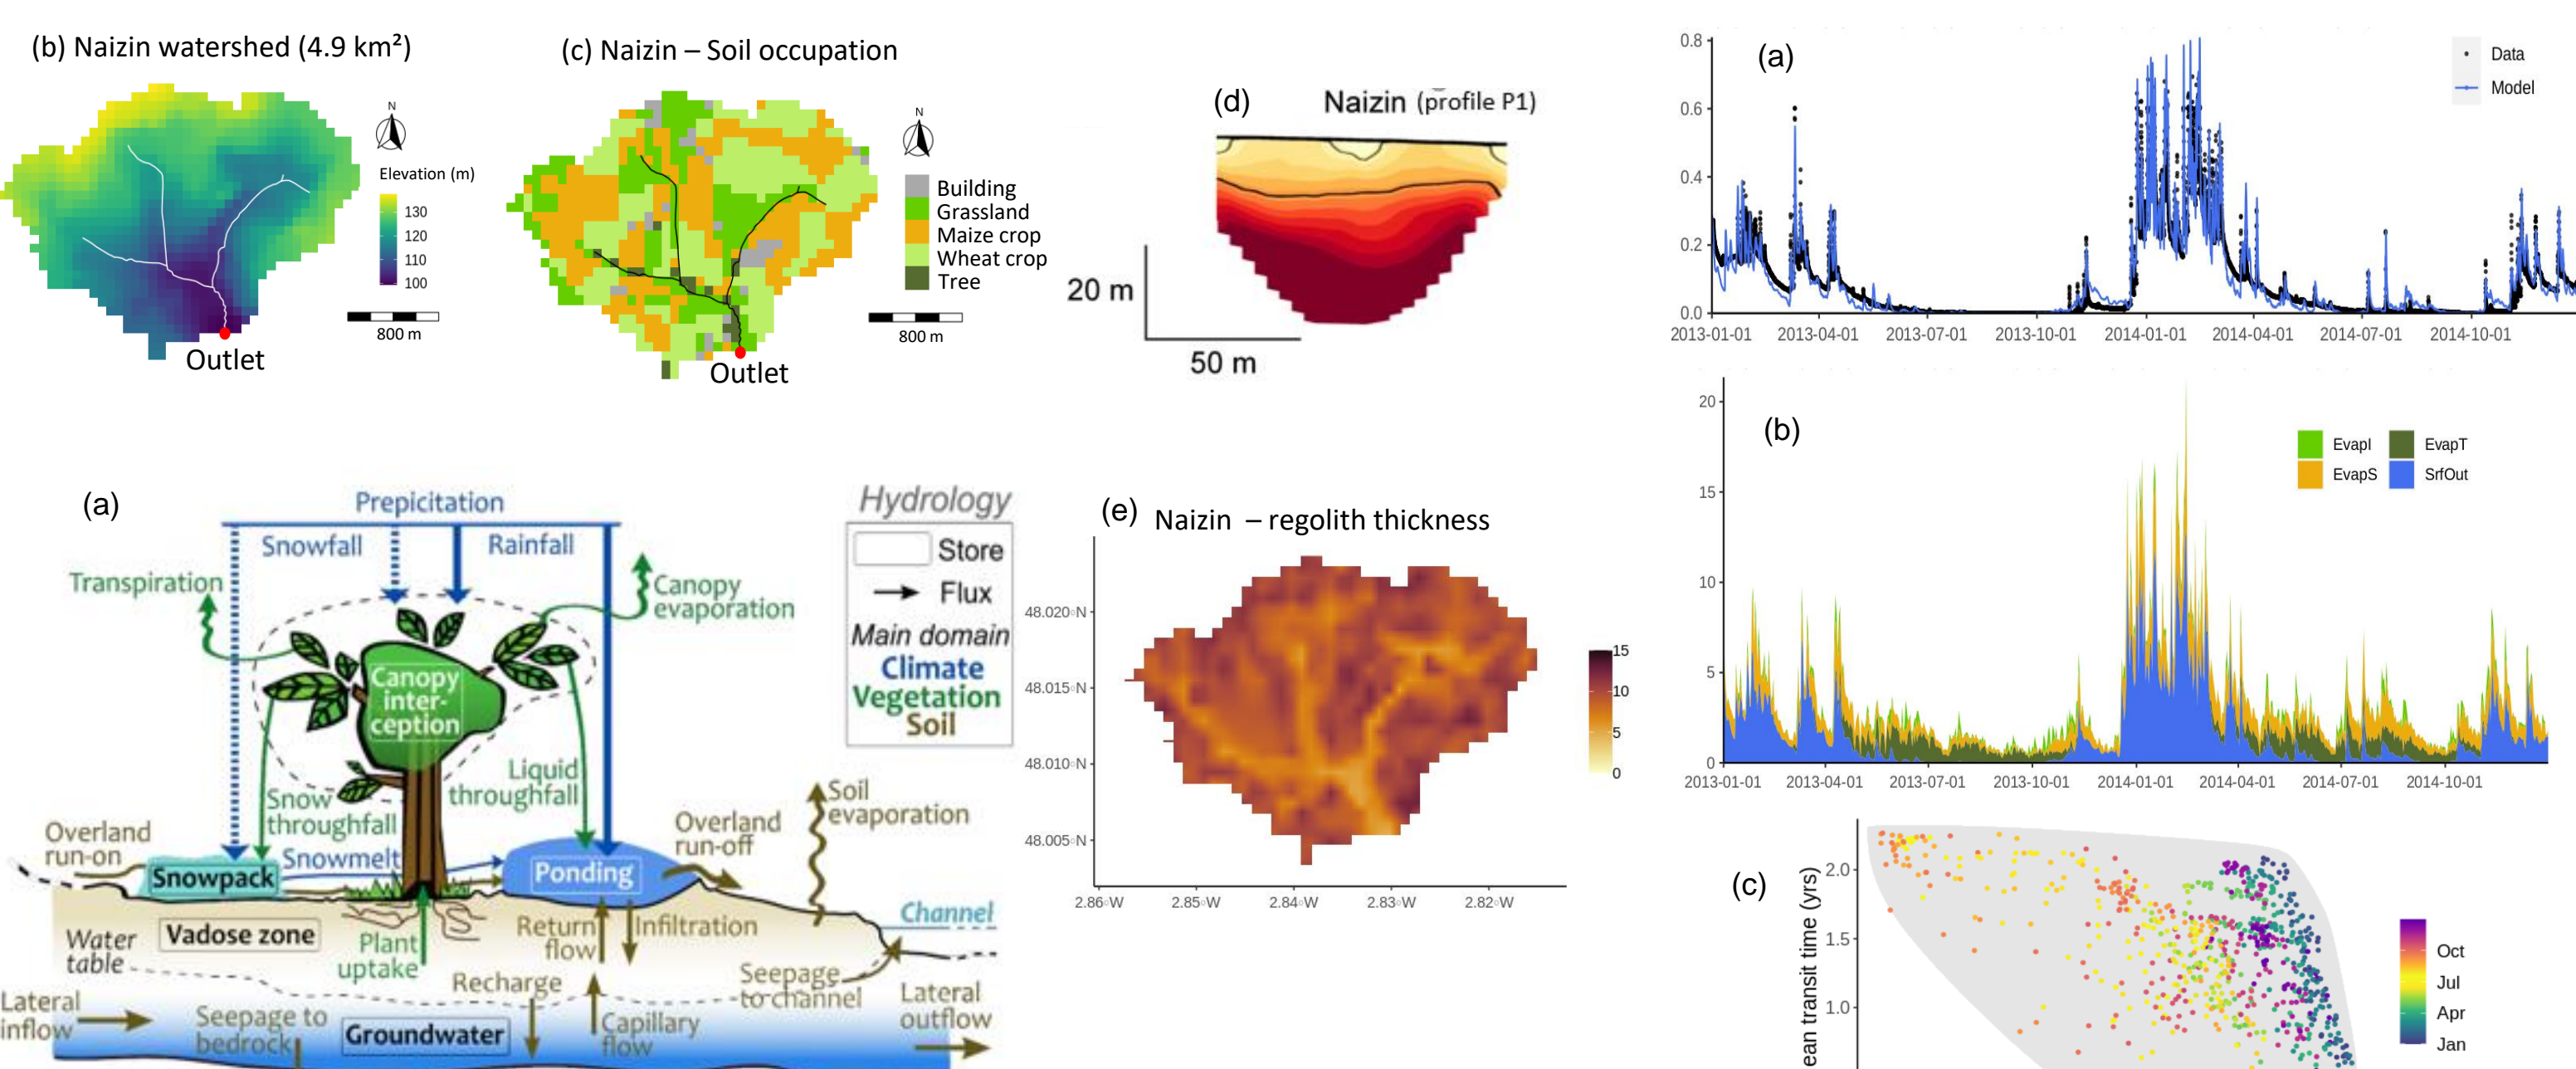 (b) Naizin watershed (4.9 km²)
N
Elevation (m)
130
120
110
100
800 m
Outlet
(c) Naizin – Soil occupation
N
Building
Grassland
Maize crop
Wheat crop
Tree
800 m
Outlet
(d)
Naizin (profile P1)
20 m
50 m
(a)
Prepicitation
Snowfall
Rainfall
Transpiration
Canopy
evaporation
Canopy
inter-
ception
Snow
throughfall
Liquid
throughfall
Overland
run-on
Snowmelt
Snowpack
Ponding
Overland
run-off
Soil
evaporation
Channel
Vadose zone
Water
table
Plant
uptake
Return
flow
Infiltration
Recharge
Seepage
to channel
Lateral
inflow
Seepage to
bedrock
Groundwater
Capillary
flow
Lateral
outflow
Hydrology
Store
Flux
Main domain
Climate
Vegetation
Soil
(e) Naizin – regolith thickness
48.020°N
48.015°N
48.010°N
48.005°N
2.86°W
2.85°W
2.84°W
2.83°W
2.82°W
15
10
5
0
(a)
Data
Model
0.8
0.6
0.4
0.2
0.0
2013-01-01
2013-04-01
2013-07-01
2013-10-01
2014-01-01
2014-04-01
2014-07-01
2014-10-01
(b)
EvapI
EvapT
EvapS
SrfOut
20
15
10
5
0
2013-01-01
2013-04-01
2013-07-01
2013-10-01
2014-01-01
2014-04-01
2014-07-01
2014-10-01
(c)
ean transit time (yrs)
2.0
1.5
1.0
Oct
Jul
Apr
Jan